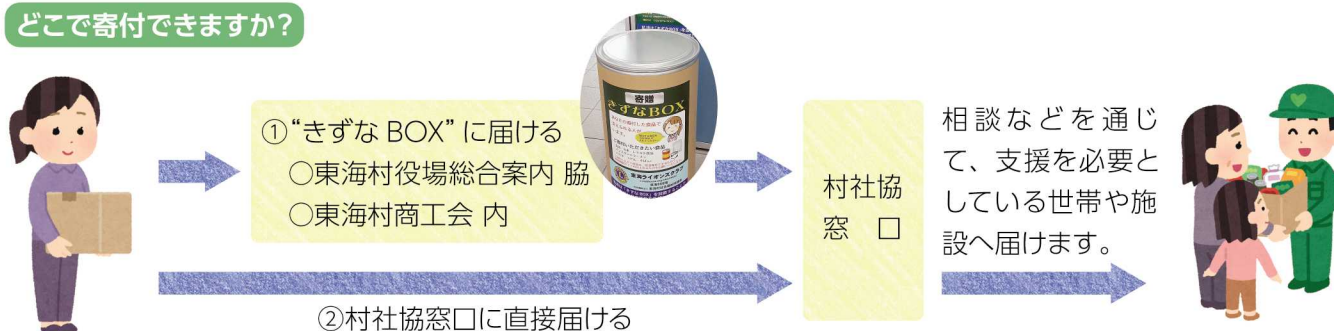 どこで寄付できますか?
①“きずなBOX”に届ける
○東海村役場総合案内 脇
○東海村商工会 内
寄贈
きずなBOX
東海ライオンズクラブ
村社協
窓 口
相談などを通じ
て、支援を必要と
している世帯や施
設へ届けます。
②村社協窓口に直接届ける